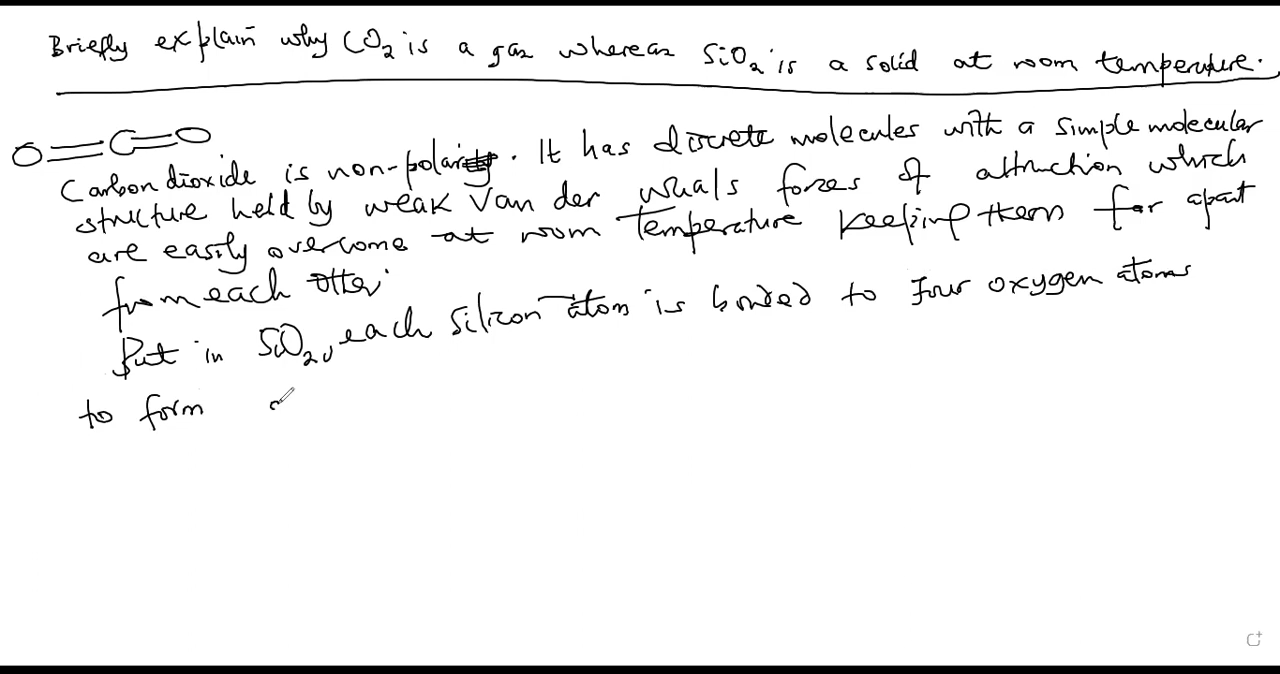 Briefly explain why CO2 is a gas whereas SiO2 is a solid at room temperature.
O=C=O
Carbon dioxide is non-polar. It has discrete molecules with a simple molecular
structure held by weak Van der waals forces of attraction which
are easily overcome at room temperature keeping them far apart
from each other.
But in SiO2, each silicon atom is bonded to four oxygen atoms
to form